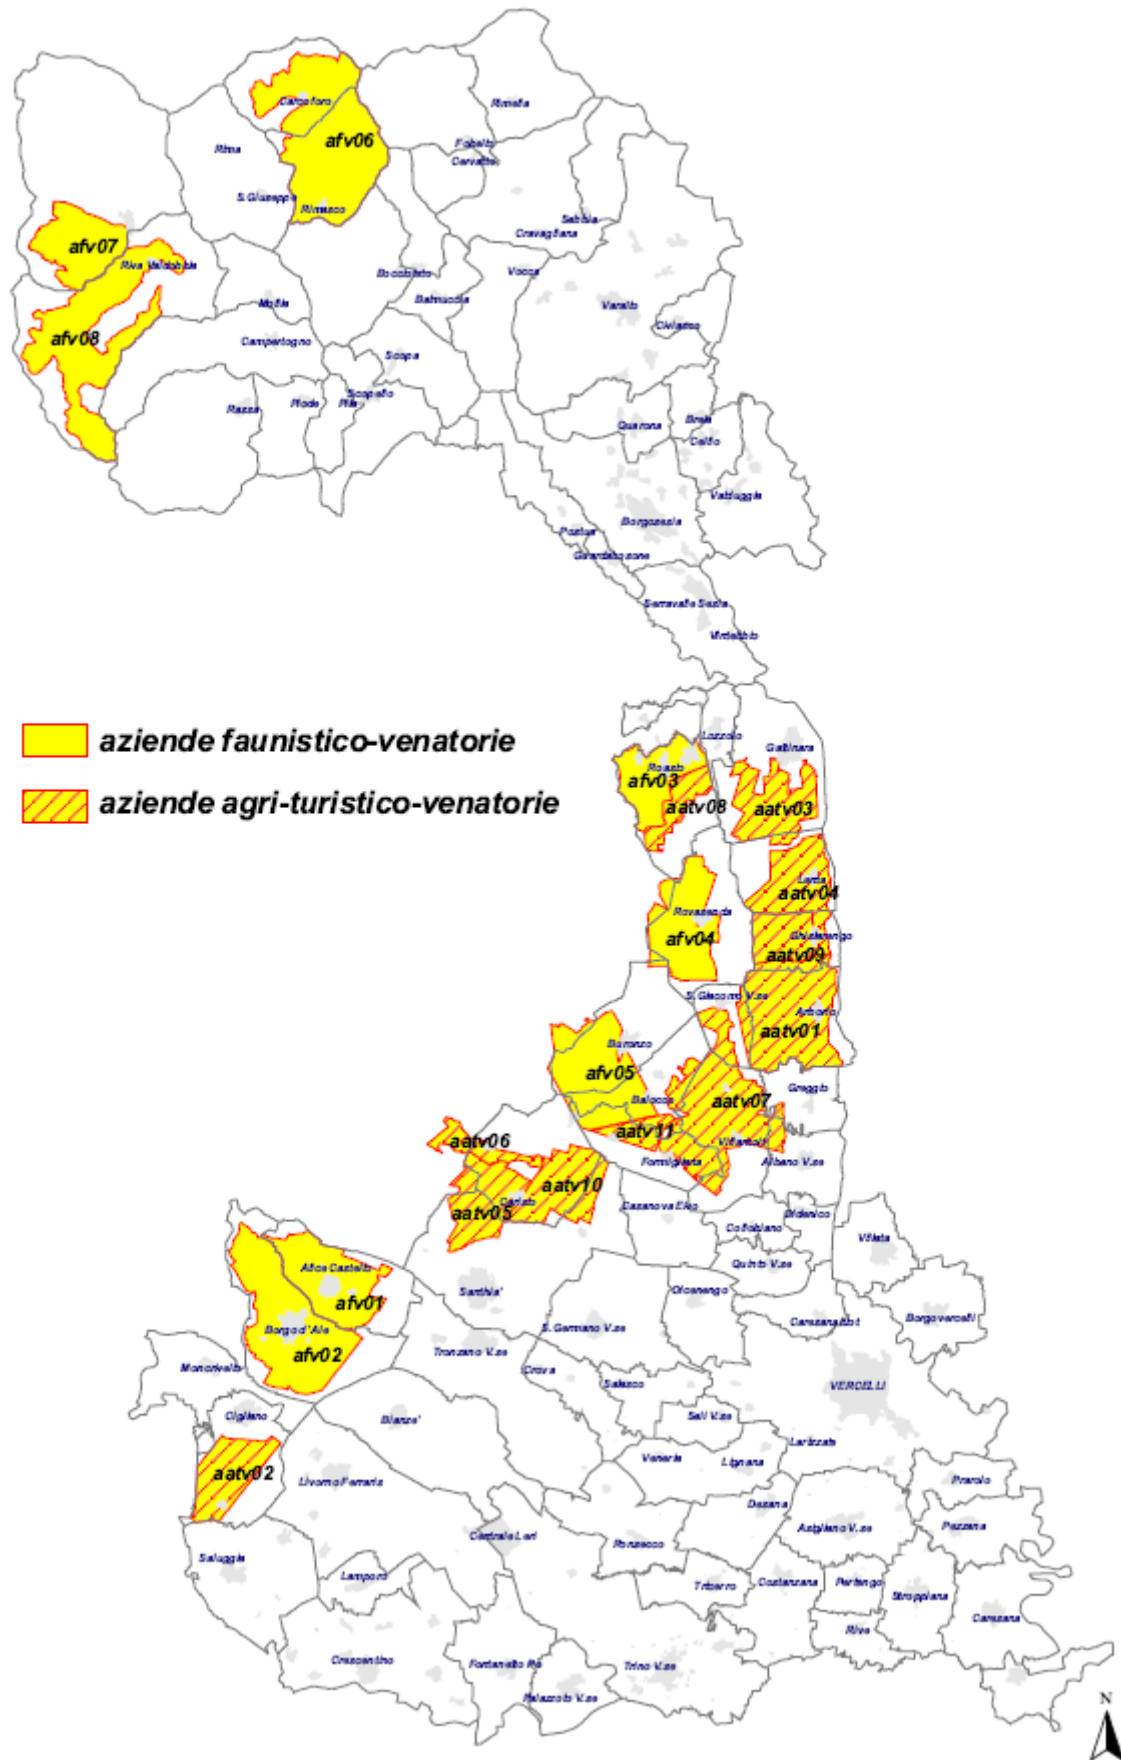 Carcoforo
Rimella
afv06
Fobello
Cervatto
Rima
S.Giuseppe
Rimasco
Sabbia
Cravagliana
afv07
Riva Valdobbia
Boccioleto
Vocca
Balmuccia
Mollia
Varallo
Civiasco
afv08
Campertogno
Scopa
Scopello
Rassa
Piode
Pila
Quarona
Breia
Cellio
Valduggia
Borgosesia
Postua
Guardabosone
Serravalle Sesia
Vintebbio
aziende faunistico-venatorie
aziende agri-turistico-venatorie
Lozzolo
Gattinara
Roasio
afv03
aatv08
aatv03
Lenta
aatv04
Rovasenda
afv04
Ghislarengo
aatv09
S.Giacomo V.se
Arborio
aatv01
Buronzo
afv05
Greggio
Balocco
aatv07
aatv11
Villarboit
aatv06
Formigliana
Albano V.se
aatv10
Carisio
aatv05
Casanova Elvo
Oldenico
Collobiano
Villata
Quinto V.se
Alice Castello
afv01
Santhia'
Olcenengo
Borgo d'Ale
afv02
S.Germano V.se
Caresanablot
Borgovercelli
Tronzano V.se
Moncrivello
Crova
Salasco
VERCELLI
Cigliano
Bianze'
Sali V.se
Larizzate
aatv02
Livorno Ferraris
Veneria
Lignana
Prarolo
Desana
Asigliano V.se
Pezzana
Centrale Leri
Ronsecco
Saluggia
Lamporo
Tricerro
Costanzana
Pertengo
Stroppiana
Caresana
Rive
Crescentino
Fontanetto Po
Trino V.se
Palazzolo V.se
N